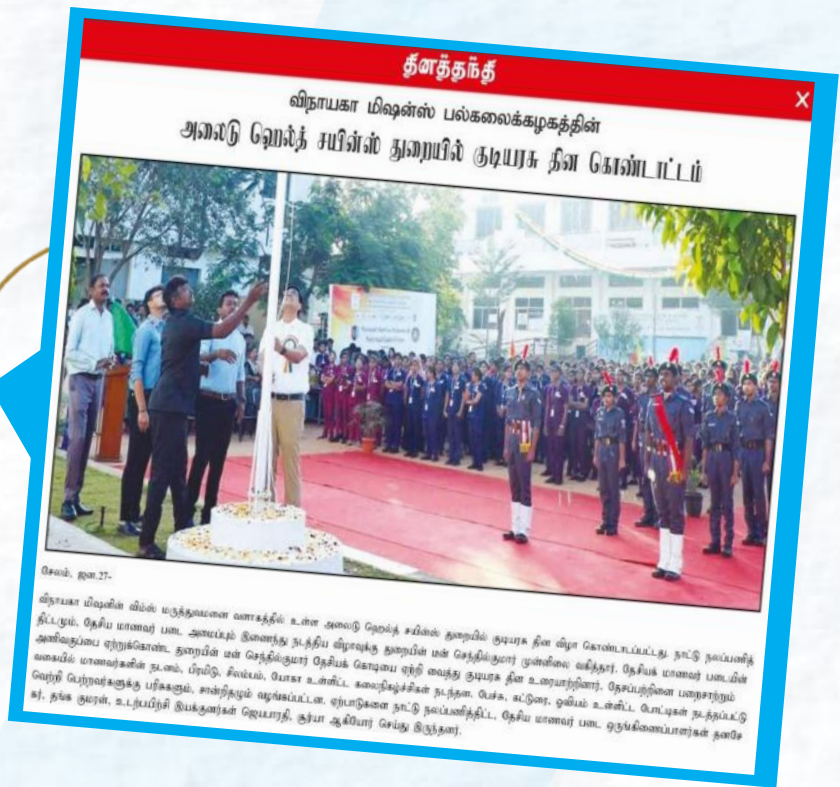 தினத்தந்தி
விநாயகா மிஷன்ஸ் பல்கலைக்கழகத்தின்
அலைடு ஹெல்த் சயின்ஸ் துறையில் குடியரசு தின கொண்டாட்டம்
சேலம், ஜன.27-
விநாயகா மிஷனின் விம்ஸ் மருத்துவமனை வளாகத்தில் உள்ள அலைடு ஹெல்த் சயின்ஸ் துறையில் குடியரசு தின விழா கொண்டாடப்பட்டது. நாட்டு நலப்பணித்
திட்டமும், தேசிய மாணவர் படை அமைப்பும் இணைந்து நடத்திய விழாவுக்கு துறையின் டீன் செந்தில்குமார் முன்னிலை வகித்தார். தேசியக் மாணவர் படையின்
அணிவகுப்பை ஏற்றுக்கொண்ட துறையின் டீன் செந்தில்குமார் தேசியக் கொடியை ஏற்றி வைத்து குடியரசு தின உரையாற்றினார். தேசப்பற்றினை பறைசாற்றும்
வகையில் மாணவர்களின் நடனம், பிரமிடு, சிலம்பம், யோகா உள்ளிட்ட கலைநிகழ்ச்சிகள் நடந்தன. பேச்சு, கட்டுரை, ஓவியம் உள்ளிட்ட போட்டிகள் நடத்தப்பட்டு
வெற்றி பெற்றவர்களுக்கு பரிசுகளும், சான்றிதழும் வழங்கப்பட்டன. ஏற்பாடுகளை நாட்டு நலப்பணித்திட்ட, தேசிய மாணவர் படை ஒருங்கிணைப்பாளர்கள் தனசே
கர், தங்க குமரன், உடற்பயிற்சி இயக்குனர்கள் ஜெயபாரதி, சூர்யா ஆகியோர் செய்து இருந்தனர்.